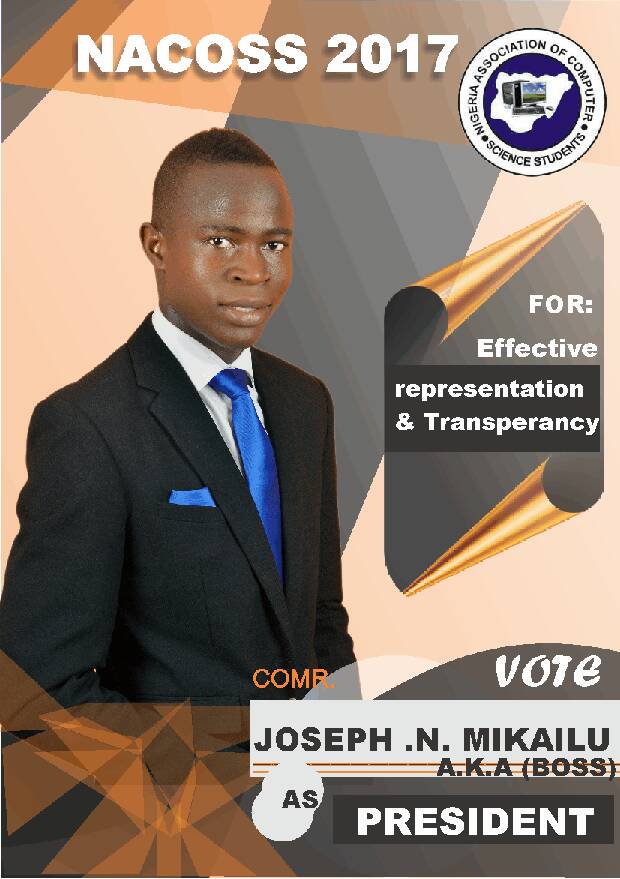 NACOSS 2017
NIGERIA ASSOCIATION OF COMPUTER
SCIENCE STUDENTS
FOR:
Effective
representation
& Transperancy
VOTE
COMR.
JOSEPH .N. MIKAILU
A.K.A (BOSS)
AS
PRESIDENT